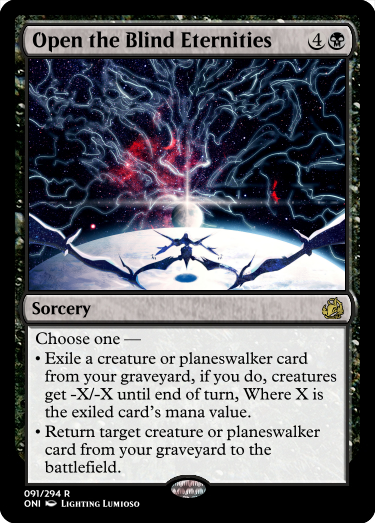 Open the Blind Eternities 4
Sorcery
Choose one —
• Exile a creature or planeswalker card
from your graveyard, if you do, creatures
get -X/-X until end of turn, Where X is
the exiled card's mana value.
• Return target creature or planeswalker
card from your graveyard to the
battlefield.
091/294 R
ONI Lighting Lumioso